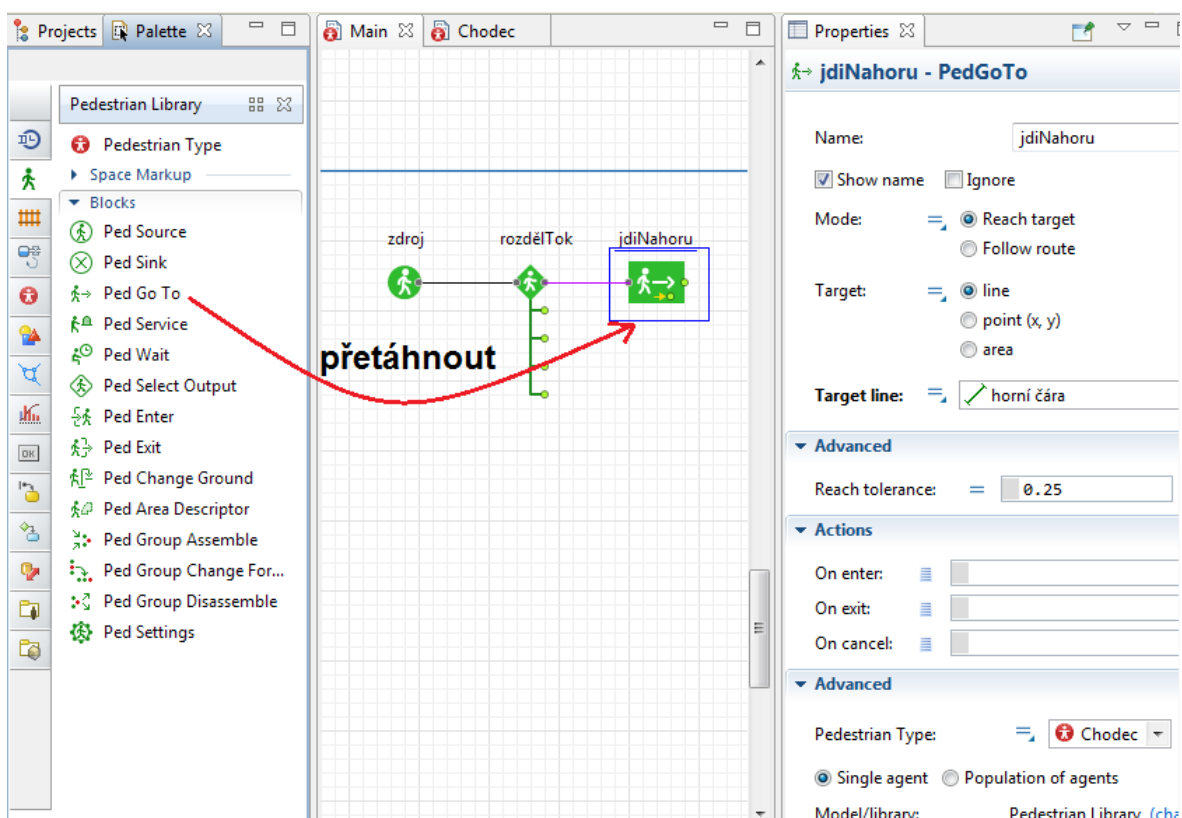 Projects
Palette
Main
Chodec
Properties
Pedestrian Library
Pedestrian Type
Space Markup
Blocks
Ped Source
Ped Sink
Ped Go To
Ped Service
Ped Wait
Ped Select Output
Ped Enter
Ped Exit
Ped Change Ground
Ped Area Descriptor
Ped Group Assemble
Ped Group Change For...
Ped Group Disassemble
Ped Settings
OK
zdroj
rozdělTok
jdiNahoru
přetáhnout
jdiNahoru - PedGoTo
Name: jdiNahoru
Show name Ignore
Mode: Reach target
Follow route
Target: line
point (x, y)
area
Target line: horní čára
Advanced
Reach tolerance: 0.25
Actions
On enter:
On exit:
On cancel:
Advanced
Pedestrian Type: Chodec
Single agent Population of agents
Model/library: Pedestrian Library (cha